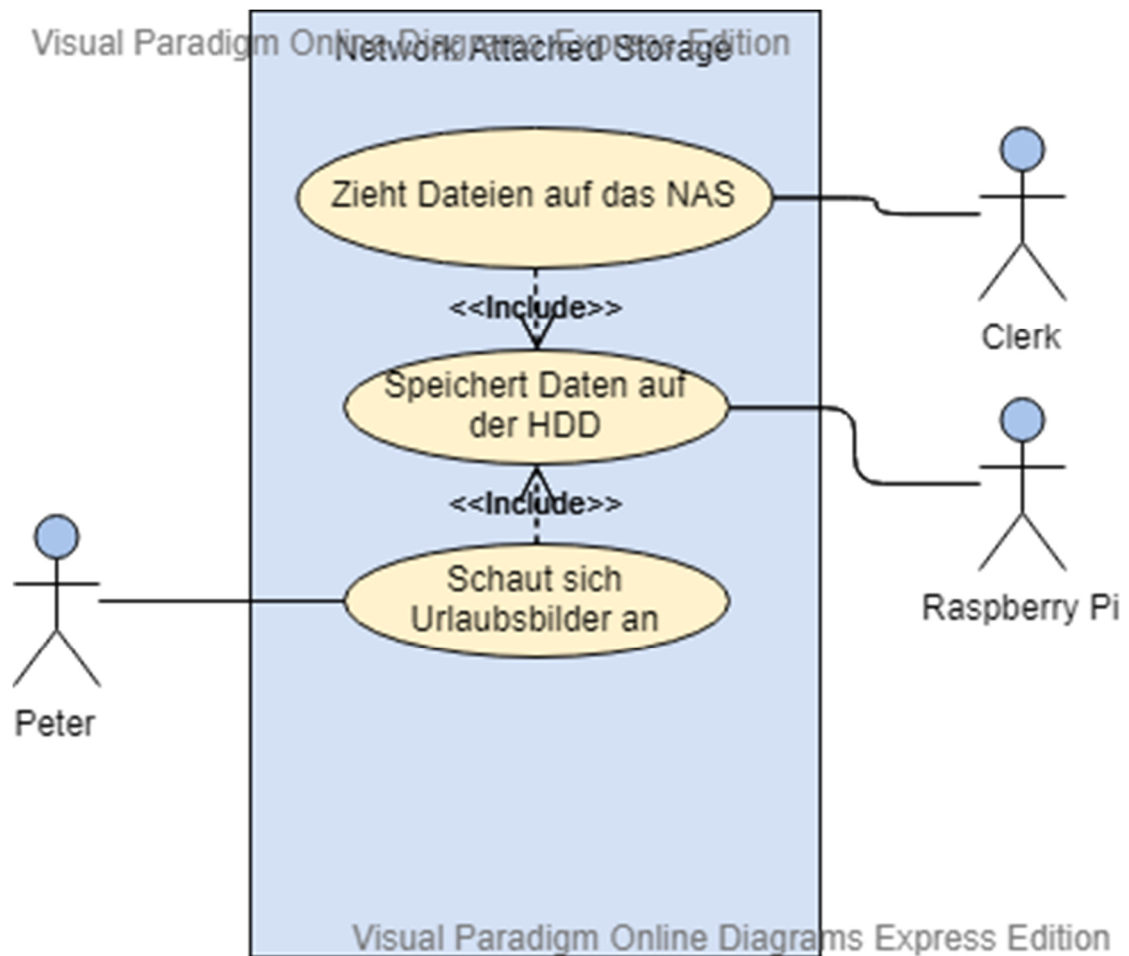 Visual Paradigm Online Diagrams Express Edition
Network Attached Storage
Zieht Dateien auf das NAS
<<Include>>
Clerk
Speichert Daten auf
der HDD
<<Include>>
Schaut sich
Urlaubsbilder an
Raspberry Pi
Peter
Visual Paradigm Online Diagrams Express Edition